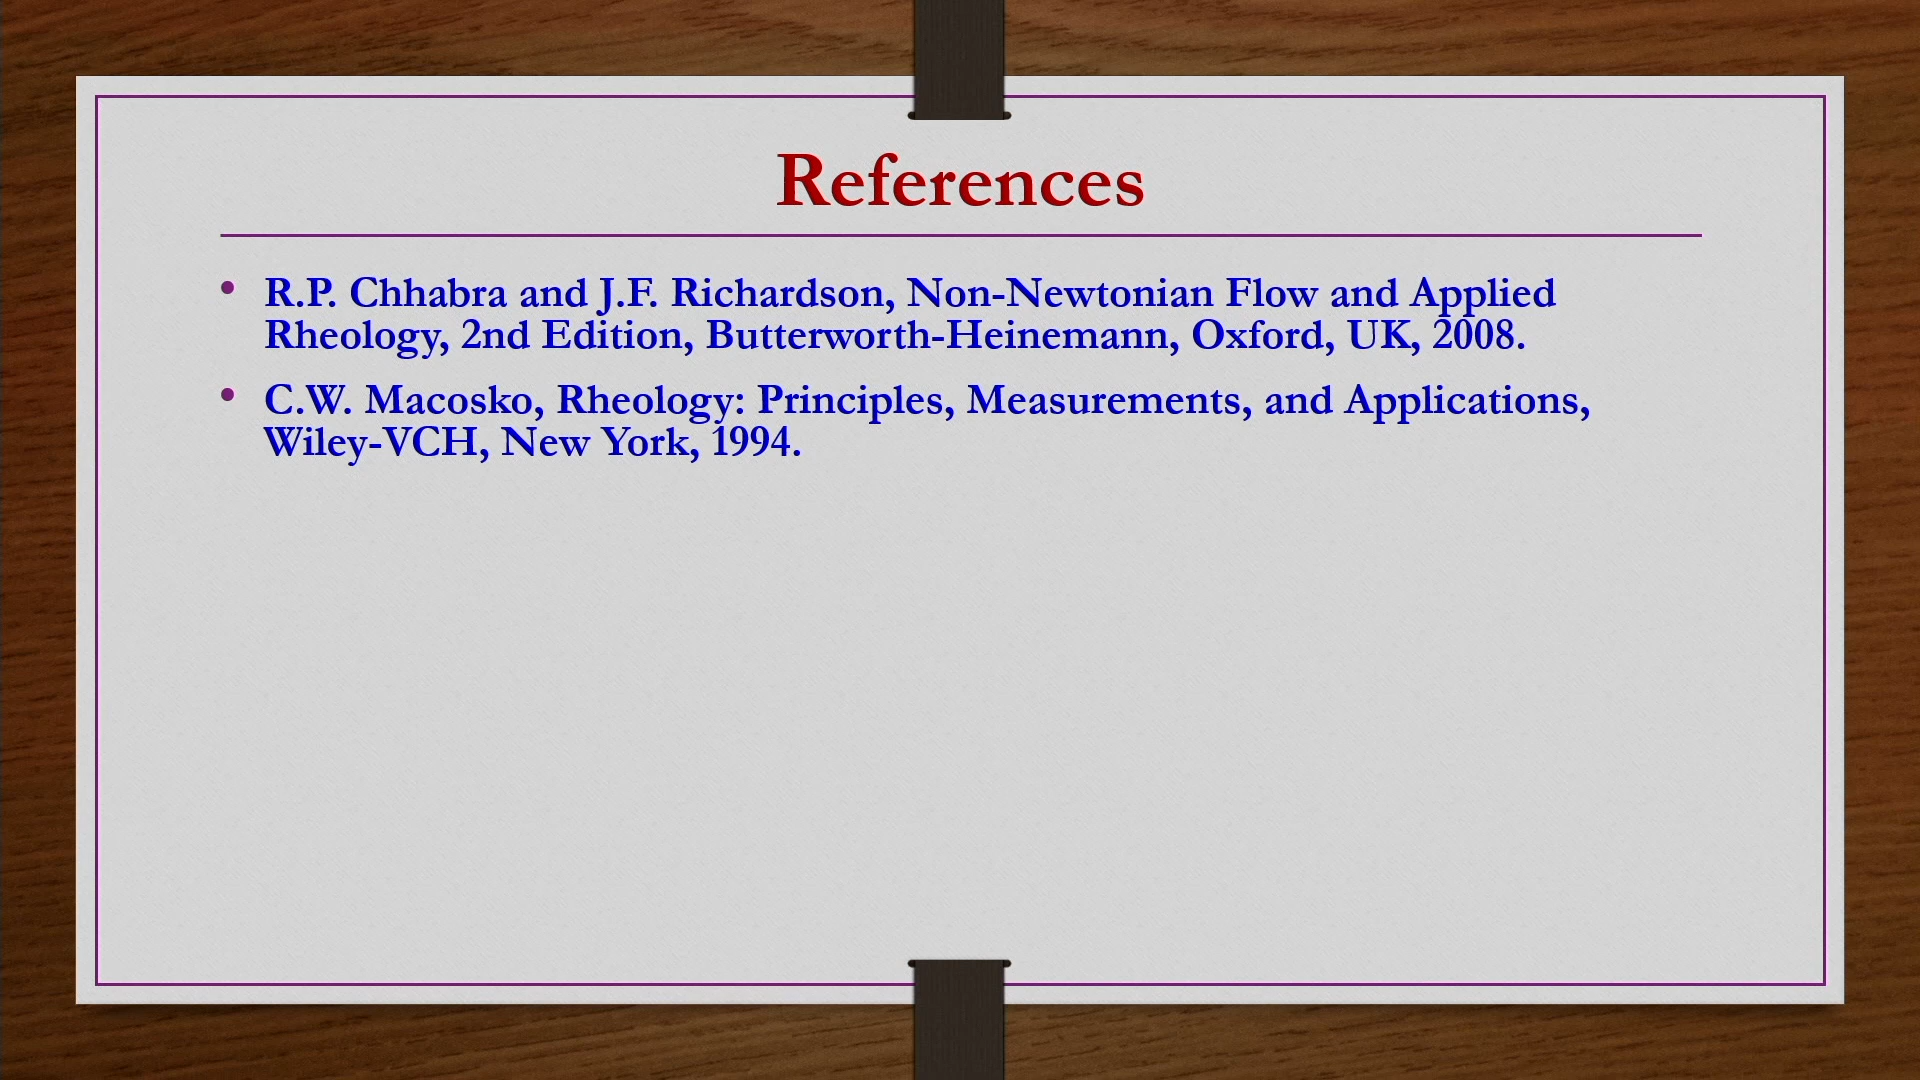 References
• R.P. Chhabra and J.F. Richardson, Non-Newtonian Flow and Applied
Rheology, 2nd Edition, Butterworth-Heinemann, Oxford, UK, 2008.
• C.W. Macosko, Rheology: Principles, Measurements, and Applications,
Wiley-VCH, New York, 1994.